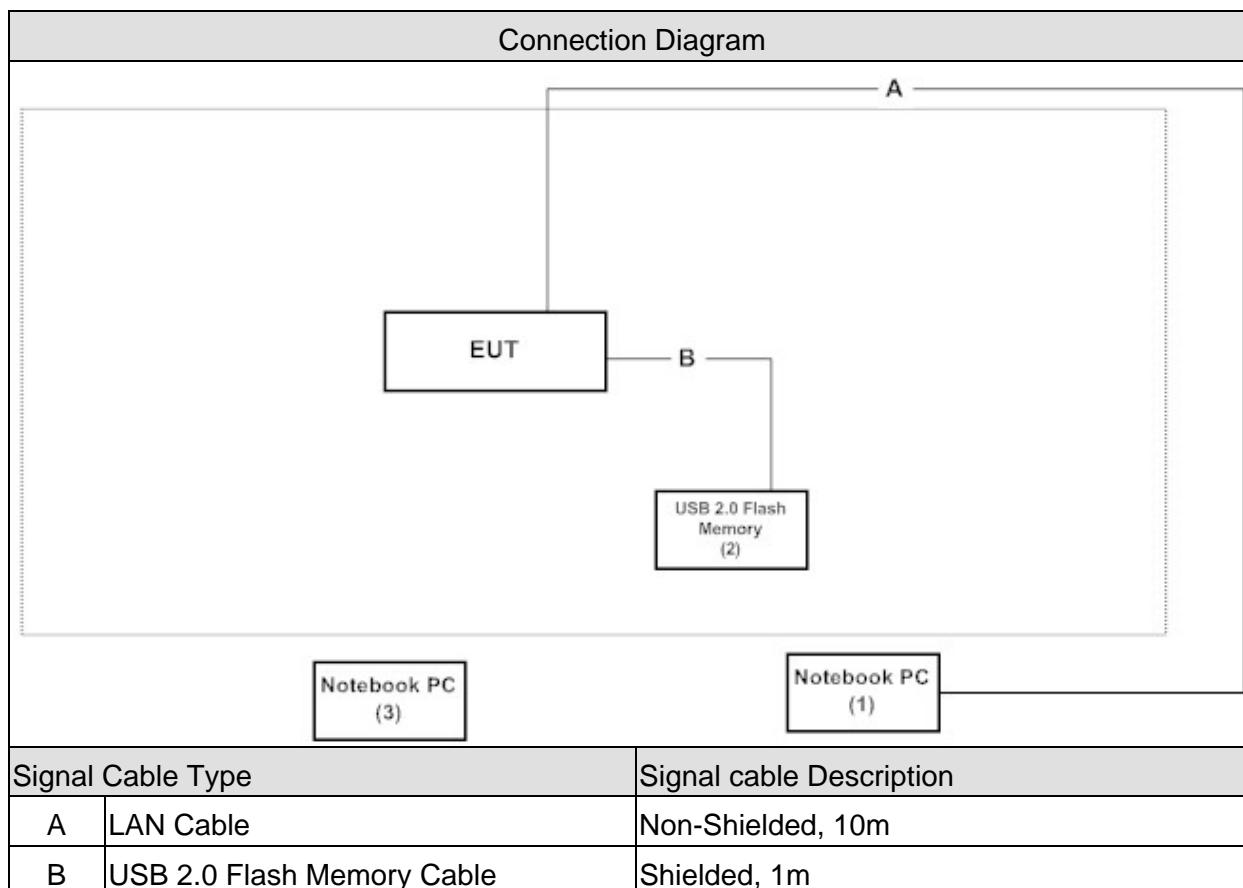 Connection Diagram
A
EUT
B
USB 2.0 Flash
Memory
(2)
Notebook PC
(3)
Notebook PC
(1)
Signal Cable Type Signal cable Description
A LAN Cable Non-Shielded, 10m
B USB 2.0 Flash Memory Cable Shielded, 1m